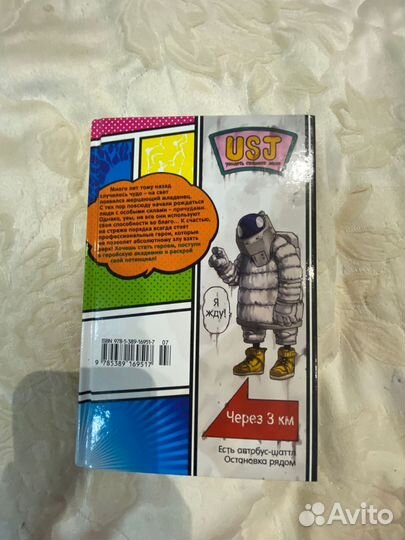 USJ
Много лет тому назад
случилось чудо – на свет
появился мерцающий младенец.
С тех пор повсюду начали рождаться
люди с особыми силами – причудами.
Однако, увы, не все они используют
свои способности во благо... К счастью,
на страже порядка всегда стоят
профессиональные герои, которые
не позволят абсолютному злу взять
верх! Хочешь стать героем, поступи
в геройскую академию и раскрой
свой потенциал!
Я
жду!
ISBN 978-5-389-16951-7
07
9 785389 169517
Через 3 км
Есть автобус-шаттл
Остановка рядом
Avito